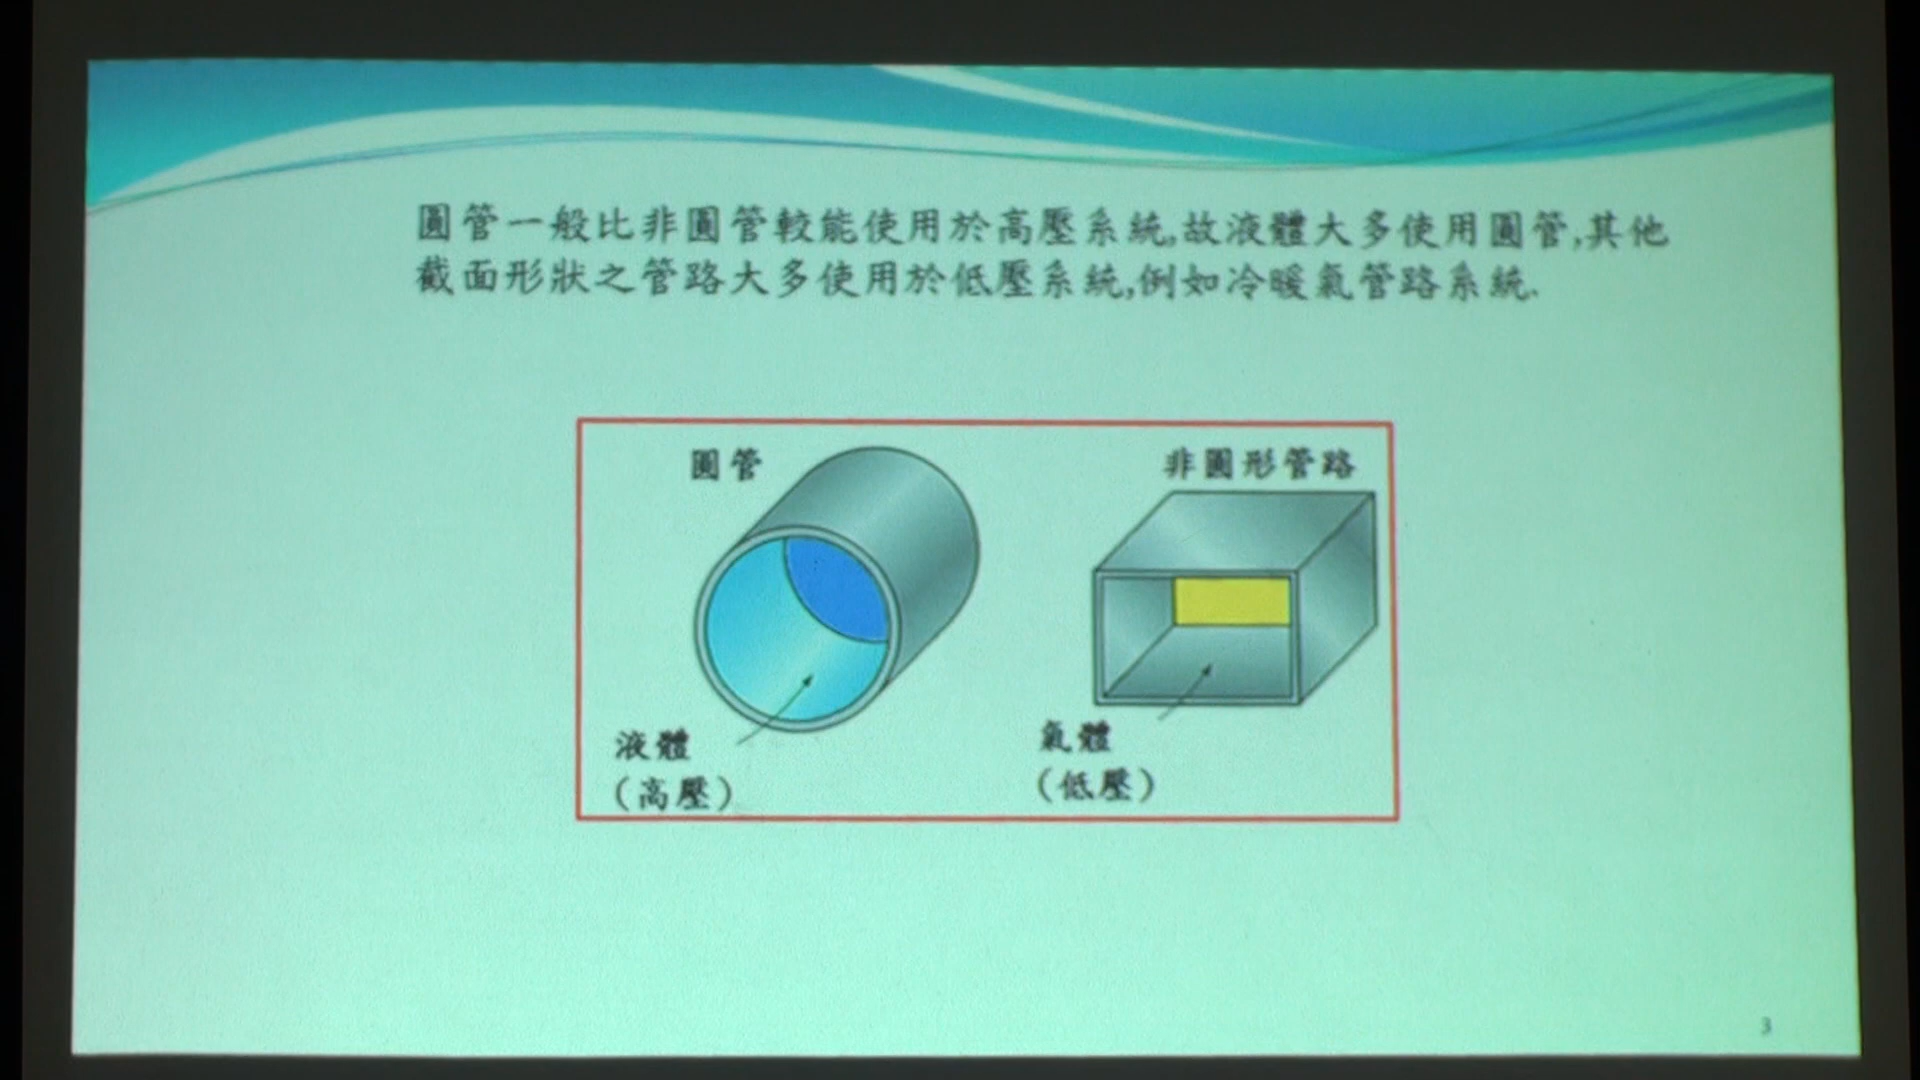 圓管一般比非圓管較能使用於高壓系統,故液體大多使用圓管,其他
截面形狀之管路大多使用於低壓系統,例如冷暖氣管路系統.
圓管
非圓形管路
液體
(高壓)
氣體
(低壓)
3